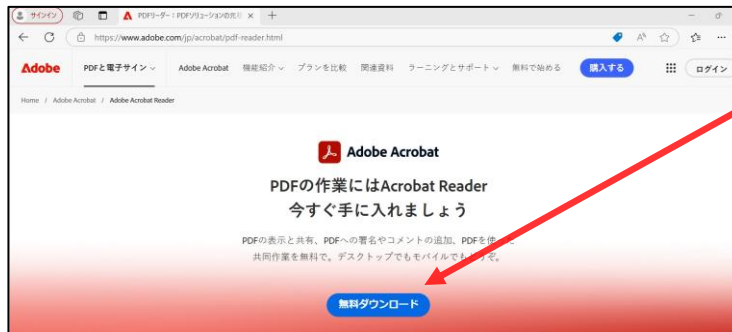 サインイン
PDFリーダー：PDFソリューションの元祖
https://www.adobe.com/jp/acrobat/pdf-reader.html
Adobe PDFと電子サイン Adobe Acrobat 機能紹介 プランを比較 関連資料 ラーニングとサポート 無料で始める 購入する ログイン
Home / Adobe Acrobat / Adobe Acrobat Reader
Adobe Acrobat
PDFの作業にはAcrobat Reader
今すぐ手に入れましょう
PDFの表示と共有、PDFへの署名やコメントの追加、PDFを使った
共同作業を無料で。デスクトップでもモバイルでもどうぞ。
無料ダウンロード